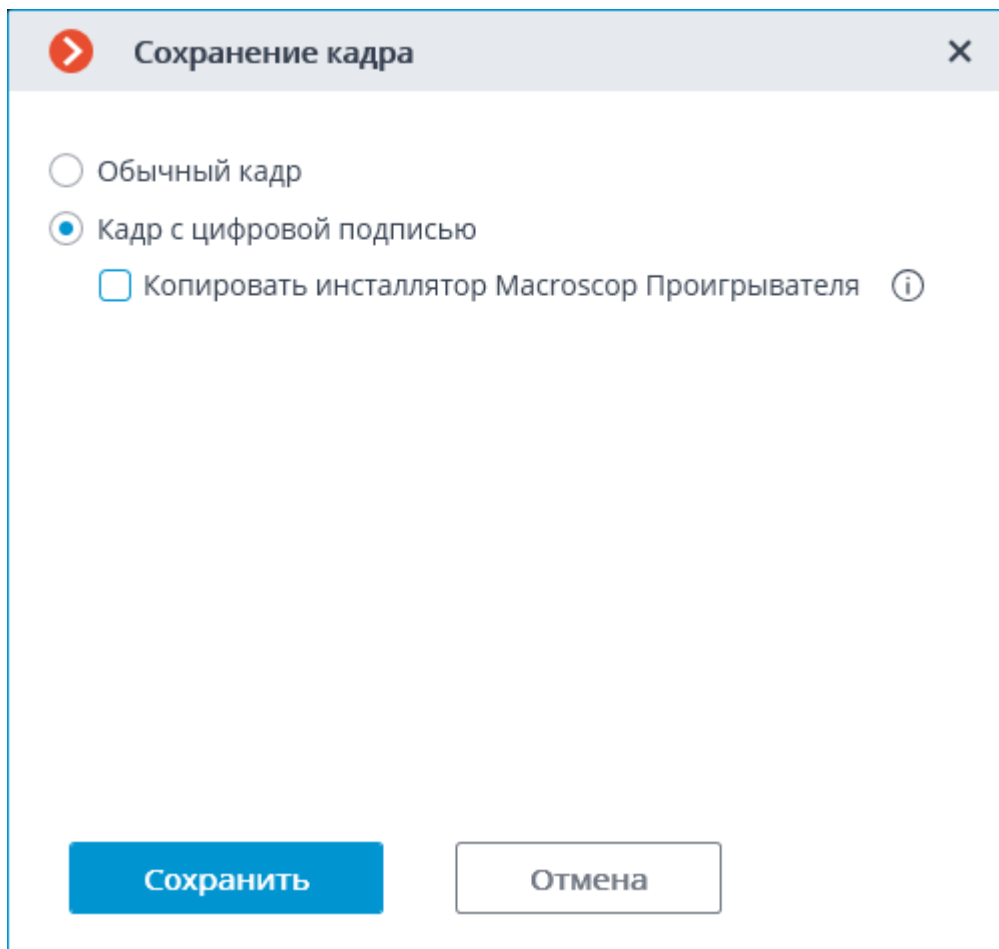 Сохранение кадра
Обычный кадр
Кадр с цифровой подписью
Копировать инсталлятор Macroscop Проигрывателя
Сохранить
Отмена